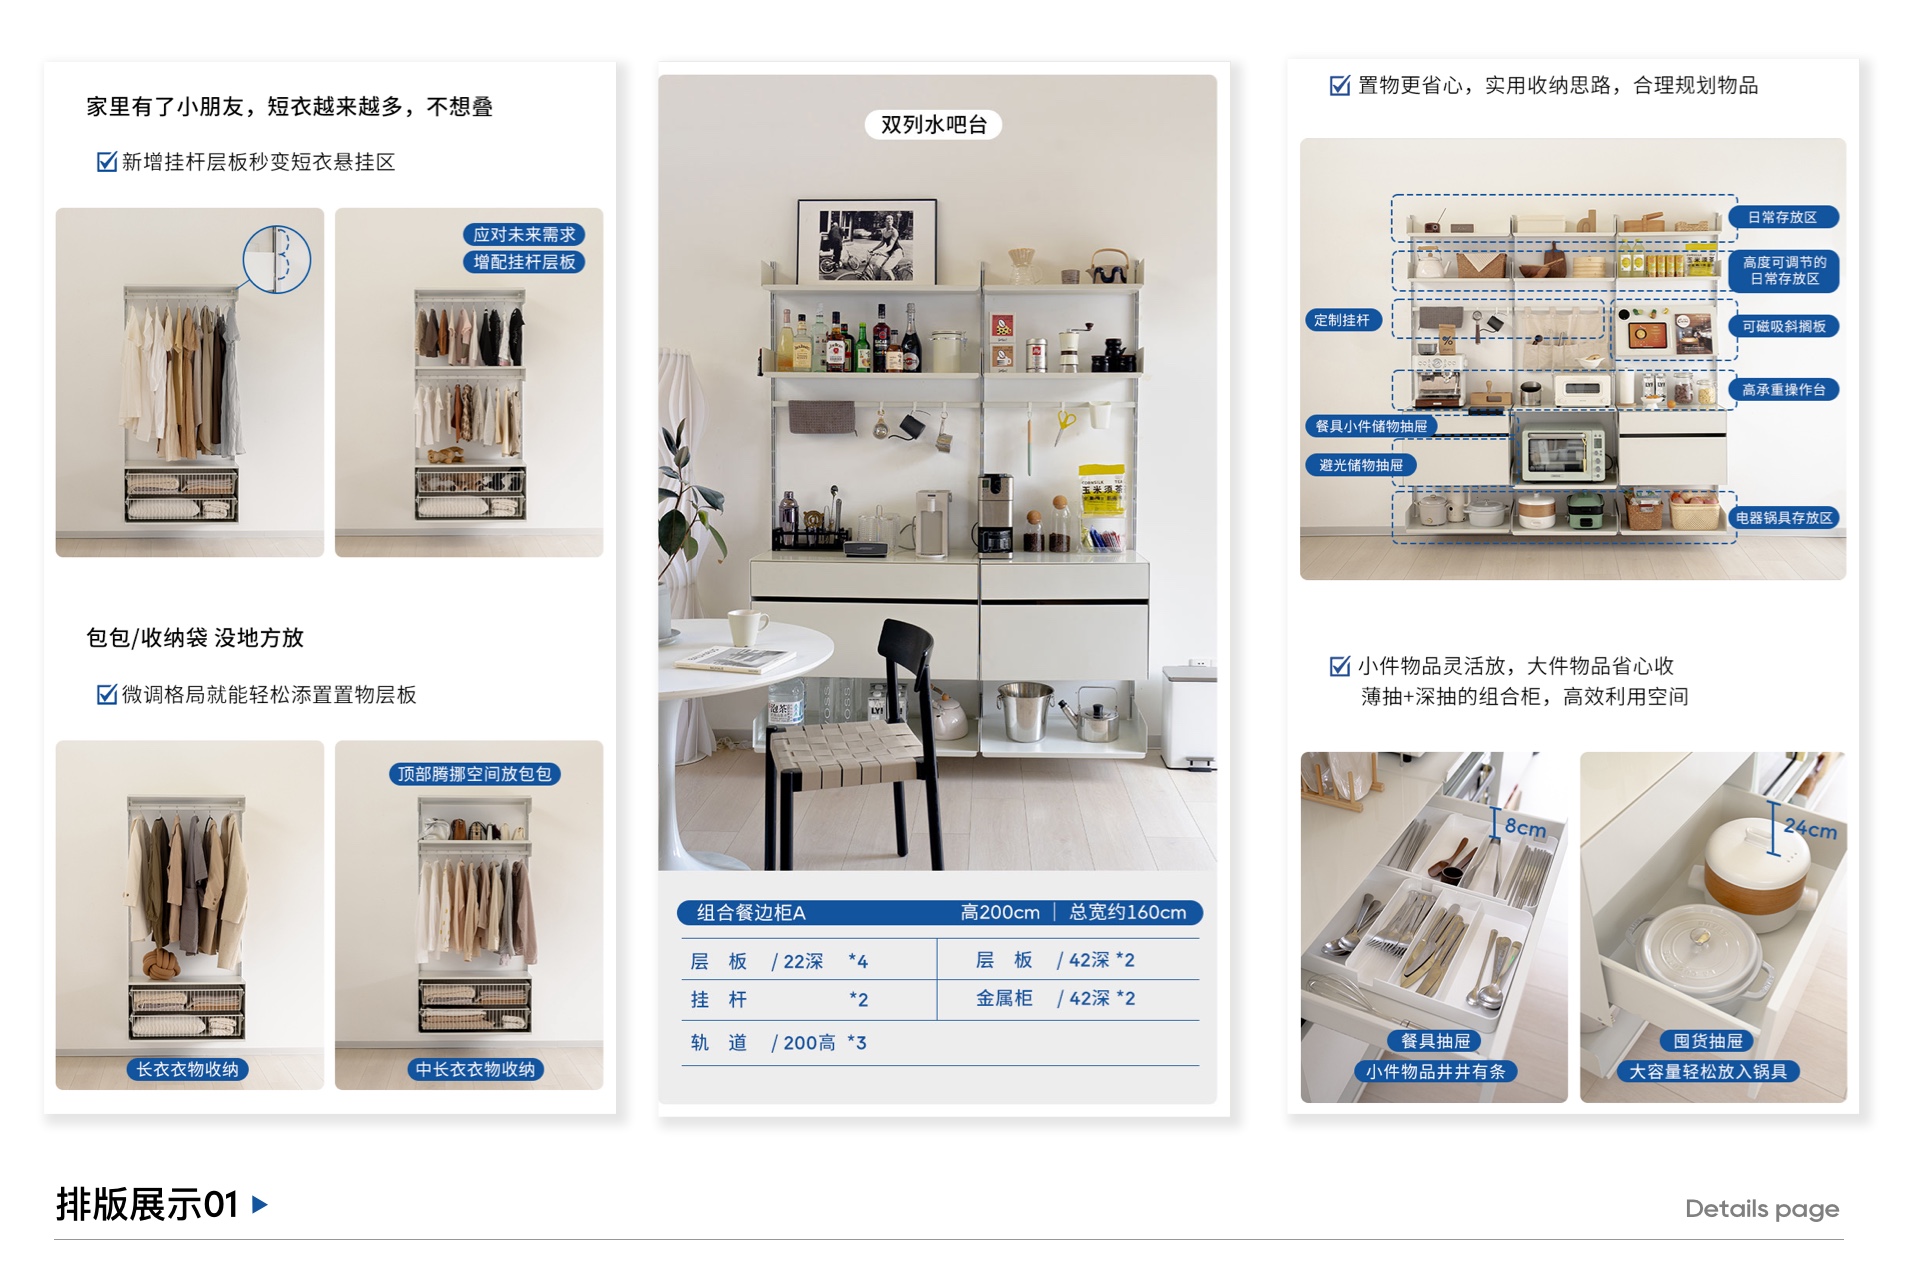 家里有了小朋友，短衣越来越多，不想叠
新增挂杆层板秒变短衣悬挂区
应对未来需求
增配挂杆层板
包包/收纳袋 没地方放
微调格局就能轻松添置置物层板
顶部腾挪空间放包包
长衣衣物收纳
中长衣衣物收纳
双列水吧台
组合餐边柜A 高200cm | 总宽约160cm
层 板 / 22深 *4
层 板 / 42深 *2
挂 杆 *2
金属柜 / 42深 *2
轨 道 / 200高 *3
置物更省心，实用收纳思路，合理规划物品
日常存放区
高度可调节的
日常存放区
定制挂杆
可磁吸斜搁板
高承重操作台
餐具小件储物抽屉
避光储物抽屉
电器锅具存放区
小件物品灵活放，大件物品省心收
薄抽+深抽的组合柜，高效利用空间
8cm
24cm
餐具抽屉
小件物品井井有条
囤货抽屉
大容量轻松放入锅具
排版展示01
Details page